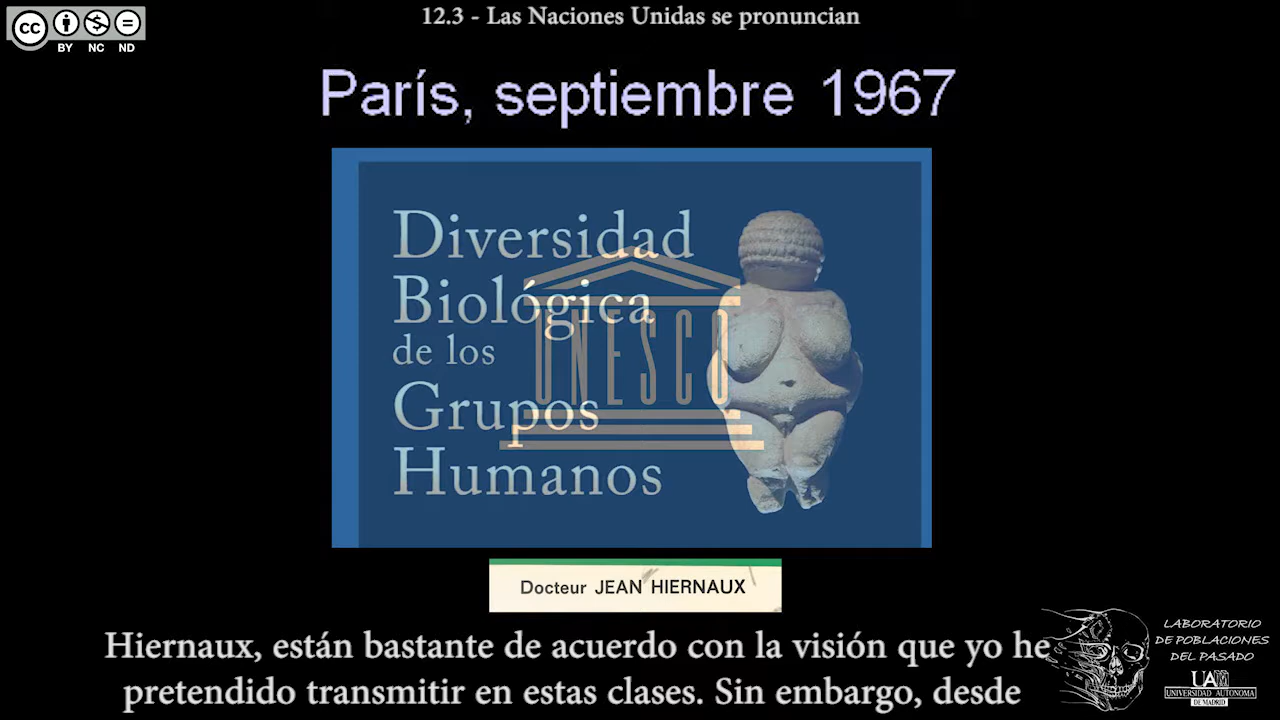 12.3 - Las Naciones Unidas se pronuncian
CC
BY NC ND
París, septiembre 1967
Diversidad
Biológica
de los
Grupos
Humanos
UNESCO
Docteur JEAN HIERNAUX
Hiernaux, están bastante de acuerdo con la visión que yo he
pretendido transmitir en estas clases. Sin embargo, desde
LABORATORIO
DE POBLACIONES
DEL PASADO
UAM
UNIVERSIDAD AUTONOMA
DE MADRID